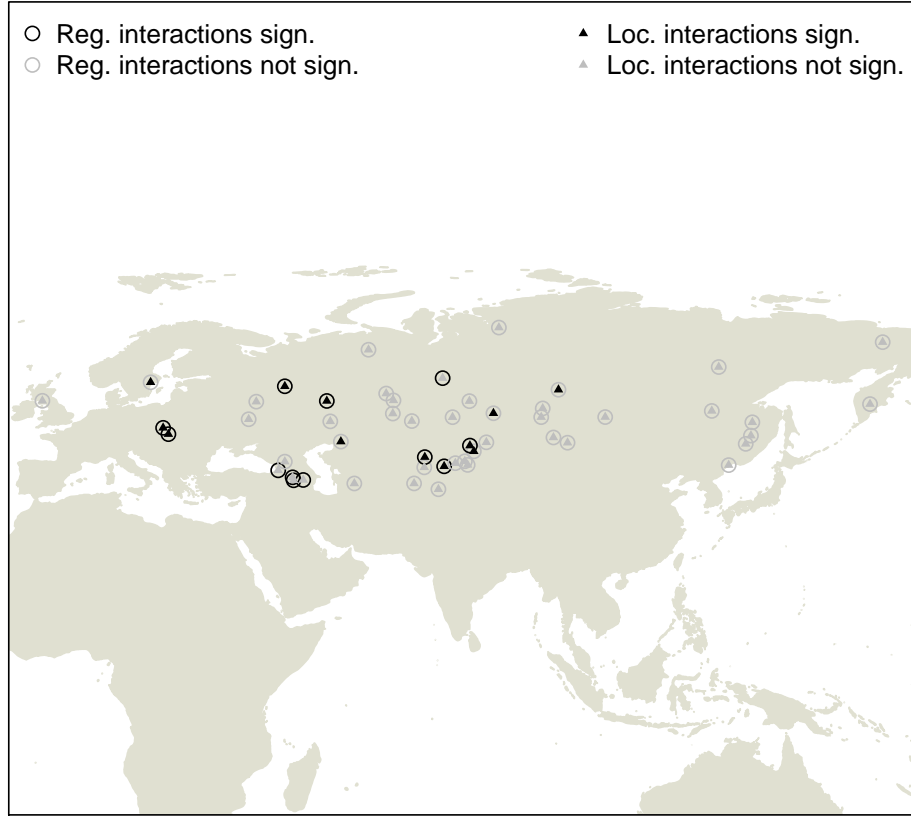 Reg. interactions sign.
Reg. interactions not sign.
Loc. interactions sign.
Loc. interactions not sign.